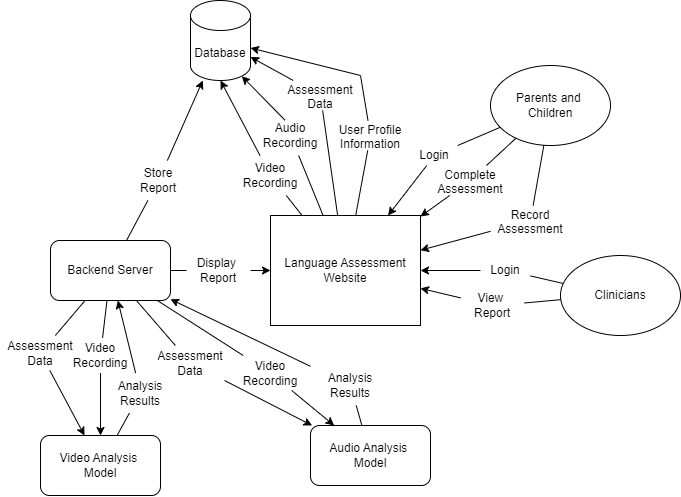 Database
Assessment
Data
Audio
Recording
User Profile
Information
Video
Recording
Parents and
Children
Login
Complete
Assessment
Record
Assessment
Store
Report
Backend Server
Display
Report
Language Assessment
Website
Login
View
Report
Clinicians
Assessment
Data
Video
Recording
Analysis
Results
Assessment
Data
Video
Recording
Analysis
Results
Video Analysis
Model
Audio Analysis
Model